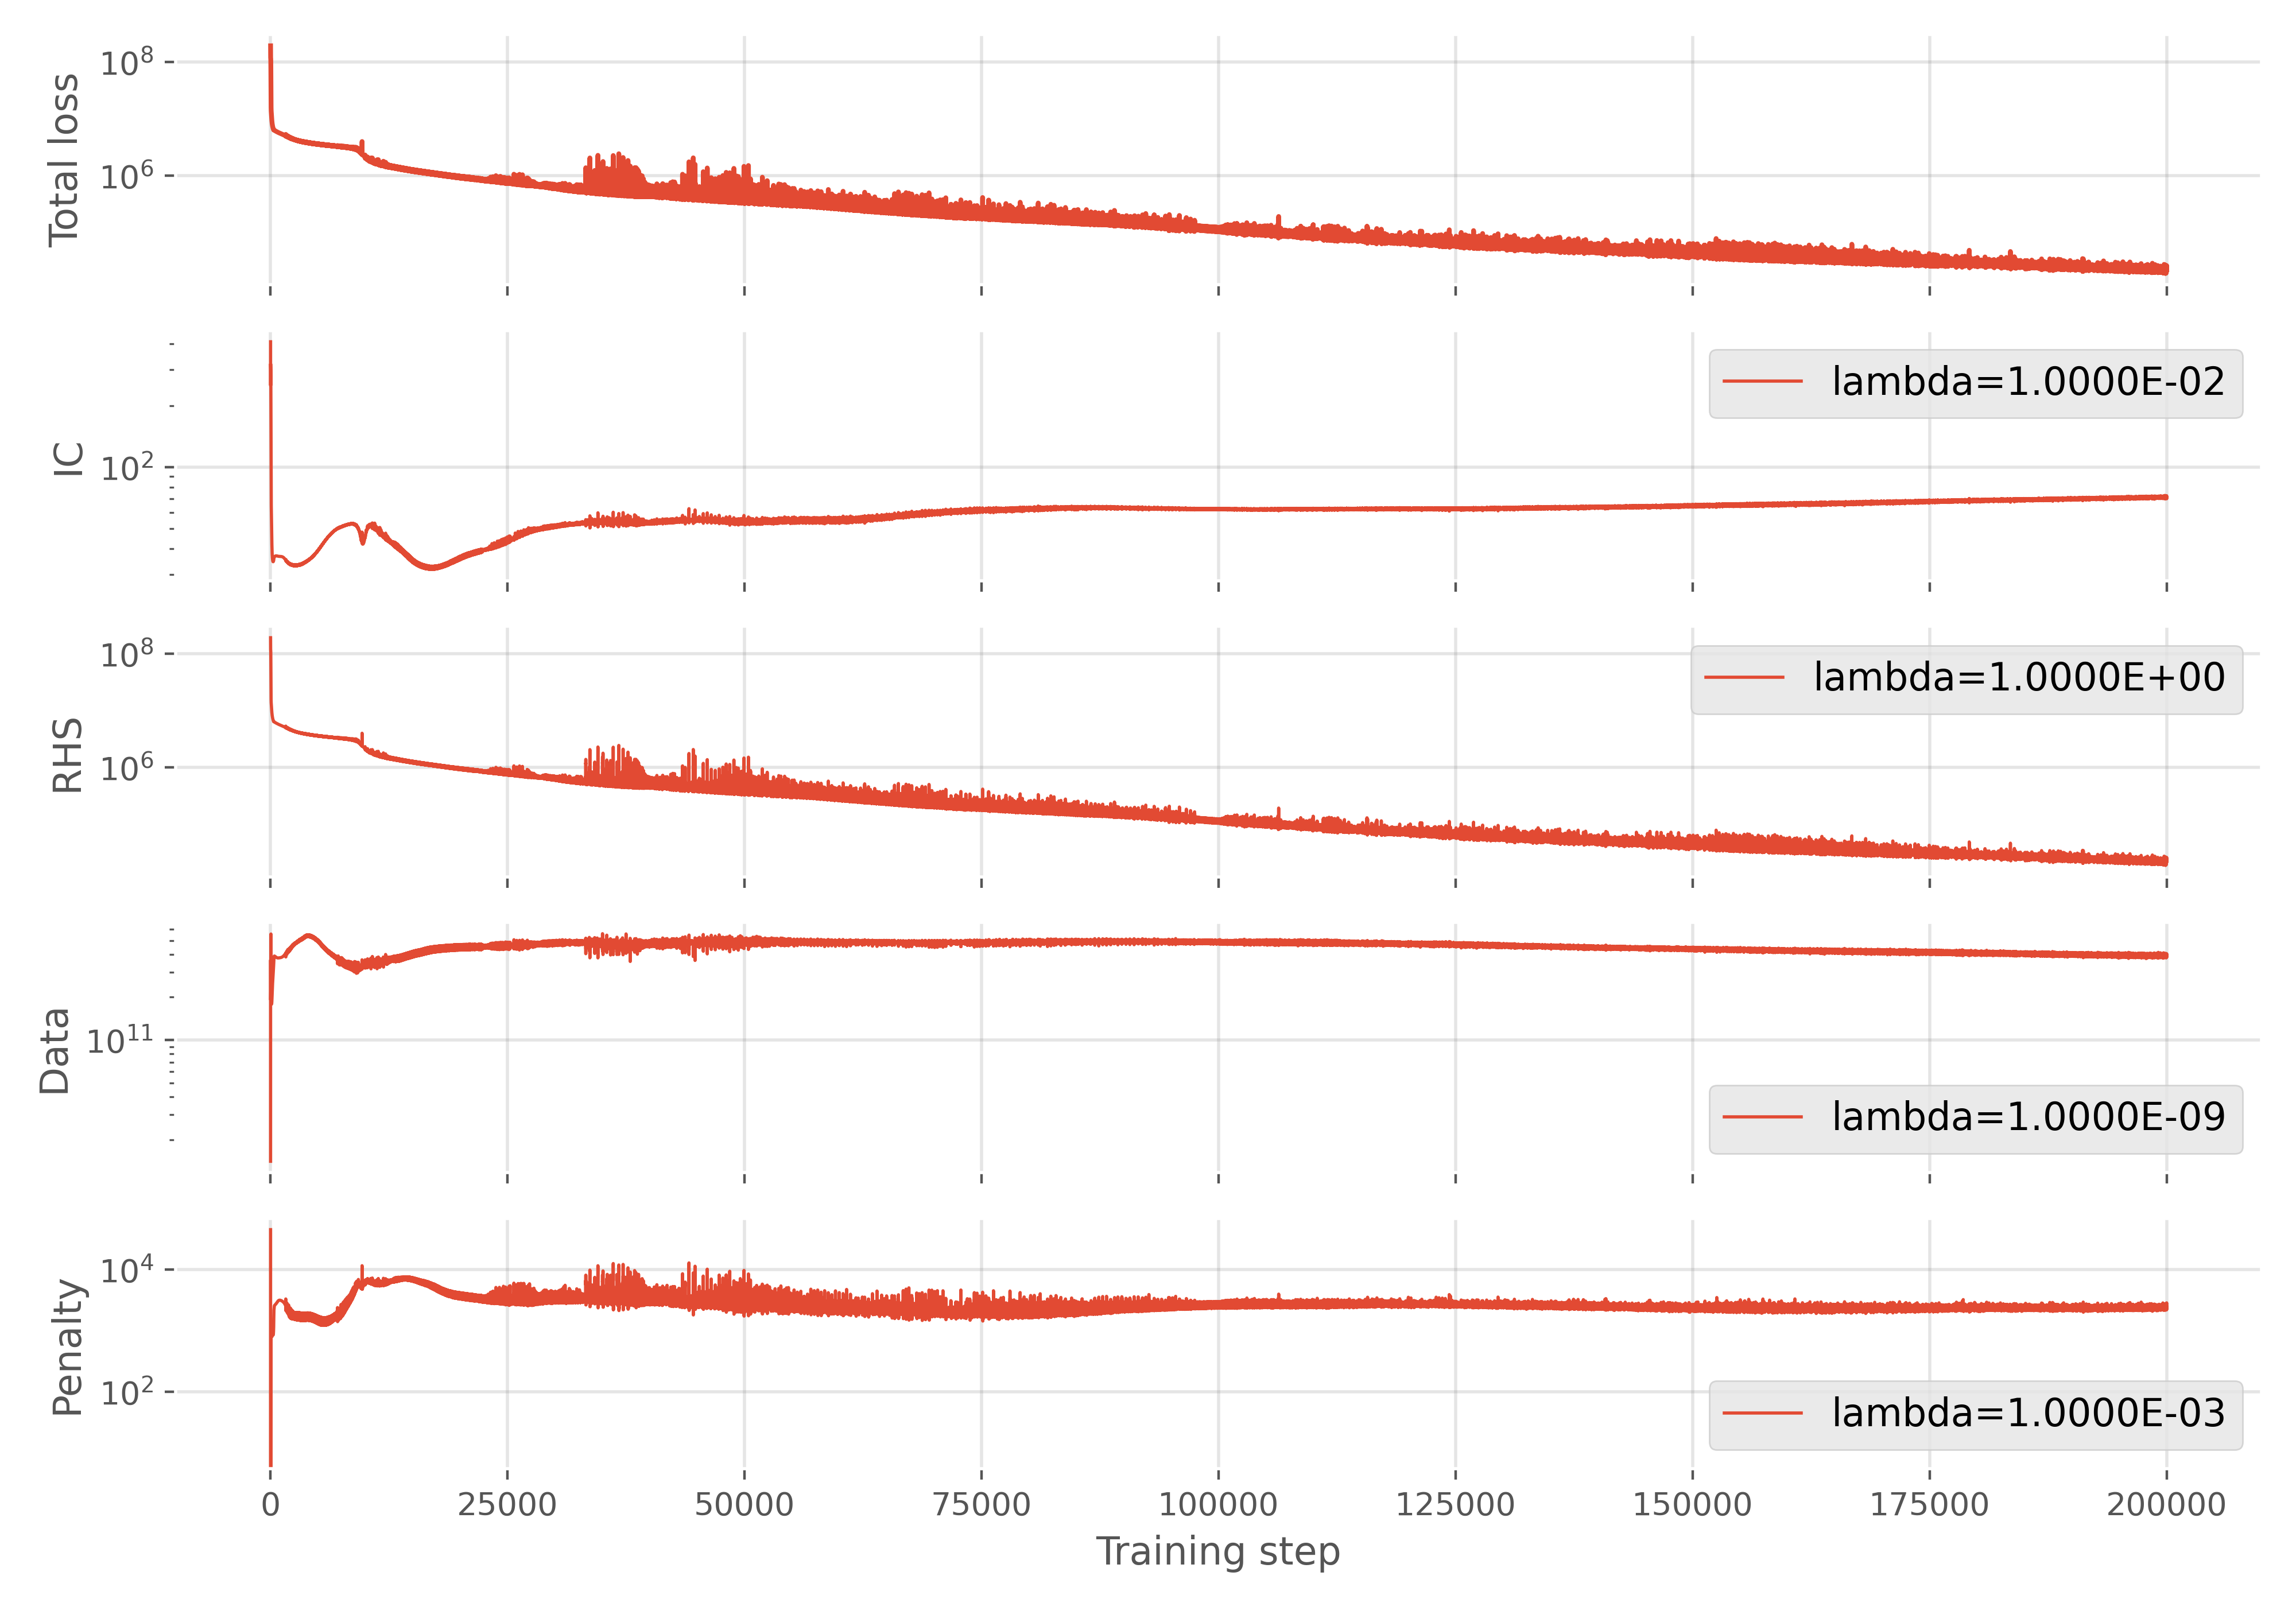 Total loss
10^8
10^6
IC
10^2
lambda=1.0000E-02
RHS
10^8
10^6
lambda=1.0000E+00
Data
10^11
lambda=1.0000E-09
Penalty
10^4
10^2
lambda=1.0000E-03
0 25000 50000 75000 100000 125000 150000 175000 200000
Training step